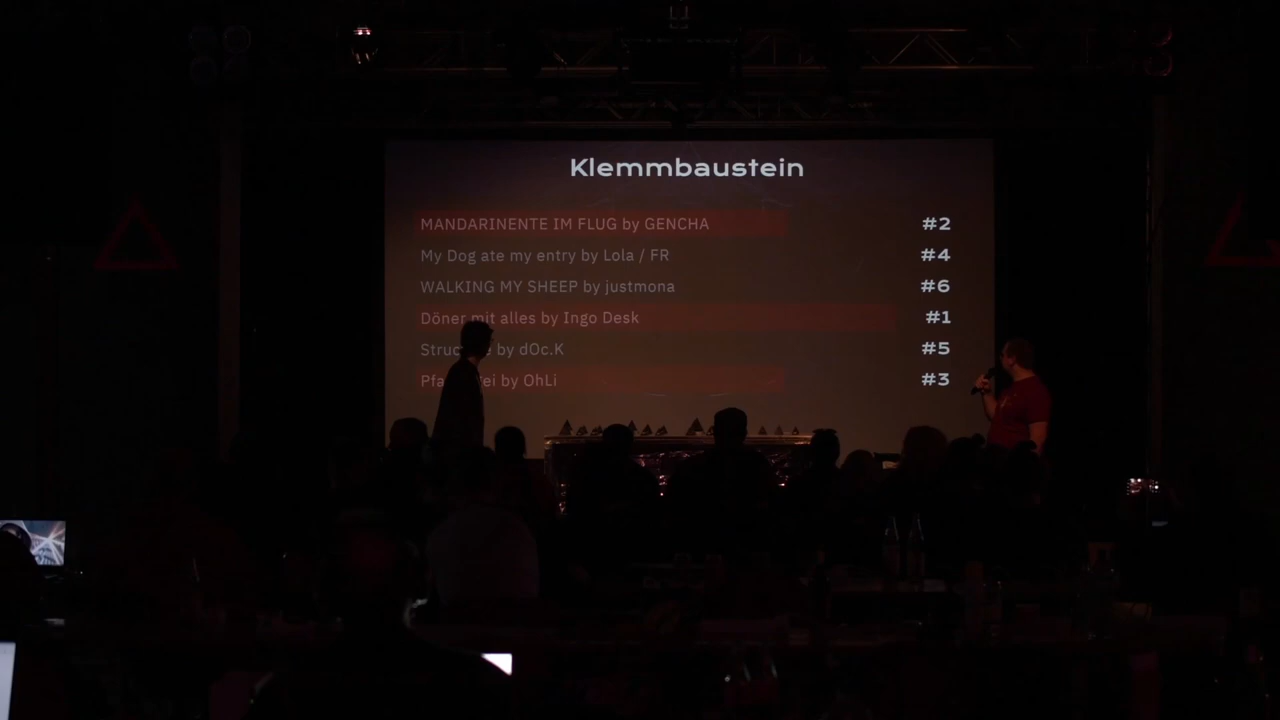 Klemmbaustein
MANDARINENTE IM FLUG by GENCHA #2
My Dog ate my entry by Lola / FR #4
WALKING MY SHEEP by justmona #6
Döner mit alles by Ingo Desk #1
by dOc.K #5
by OhLi #3